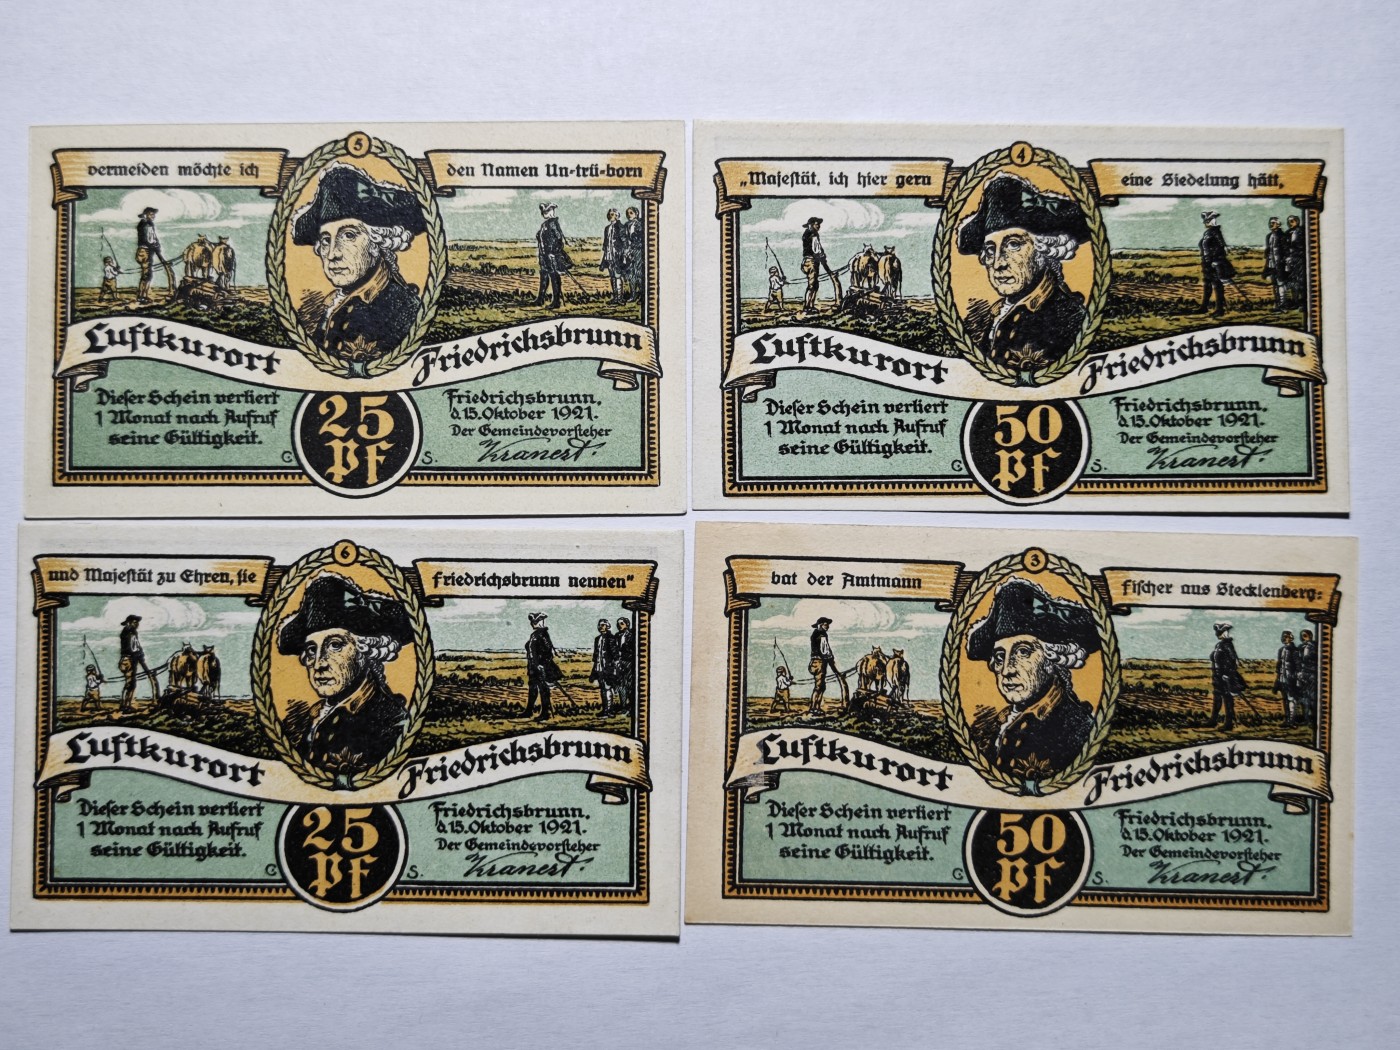 5
vermeiden möchte ich
den Namen Un-trü-born
Luftkurort
Friedrichsbrunn
Dieser Schein verliert
1 Monat nach Aufruf
seine Gültigkeit.
25
Pf
Friedrichsbrunn,
d.15.Oktober 1921.
Der Gemeindevorsteher
Kranert.
G S.
4
„Majestät, ich hier gern
eine Siedelung hätt,
Luftkurort
Friedrichsbrunn
Dieser Schein verliert
1 Monat nach Aufruf
seine Gültigkeit.
50
Pf
Friedrichsbrunn,
d.15.Oktober 1921.
Der Gemeindevorsteher
Kranert.
G S.
6
und Majestät zu Ehren, sie
Friedrichsbrunn nennen"
Luftkurort
Friedrichsbrunn
Dieser Schein verliert
1 Monat nach Aufruf
seine Gültigkeit.
25
Pf
Friedrichsbrunn,
d.15.Oktober 1921.
Der Gemeindevorsteher
Kranert.
G S.
3
bat der Amtmann
Fischer aus Stecklenberg:
Luftkurort
Friedrichsbrunn
Dieser Schein verliert
1 Monat nach Aufruf
seine Gültigkeit.
50
Pf
Friedrichsbrunn,
d.15.Oktober 1921.
Der Gemeindevorsteher
Kranert.
G S.